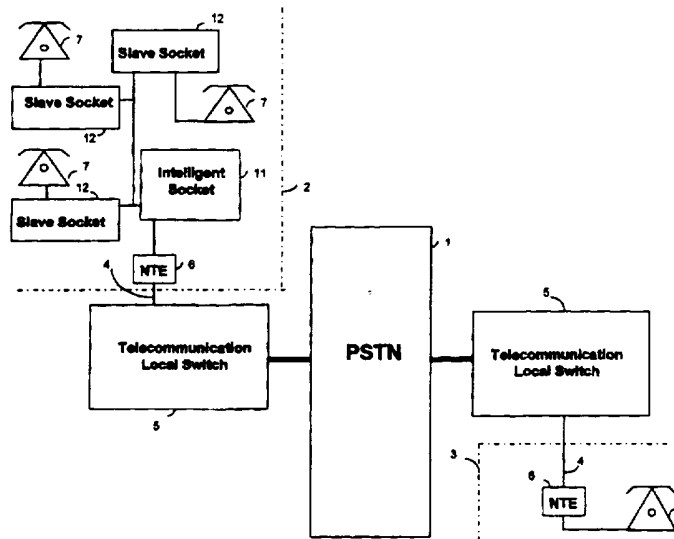 12
7
Slave Socket
7
Slave Socket
12
7
12
Intelligent
Socket
11
2
Slave Socket
1
4
NTE
6
5
Telecommunication
Local Switch
PSTN
Telecommunication
Local Switch
5
3
4
6
NTE